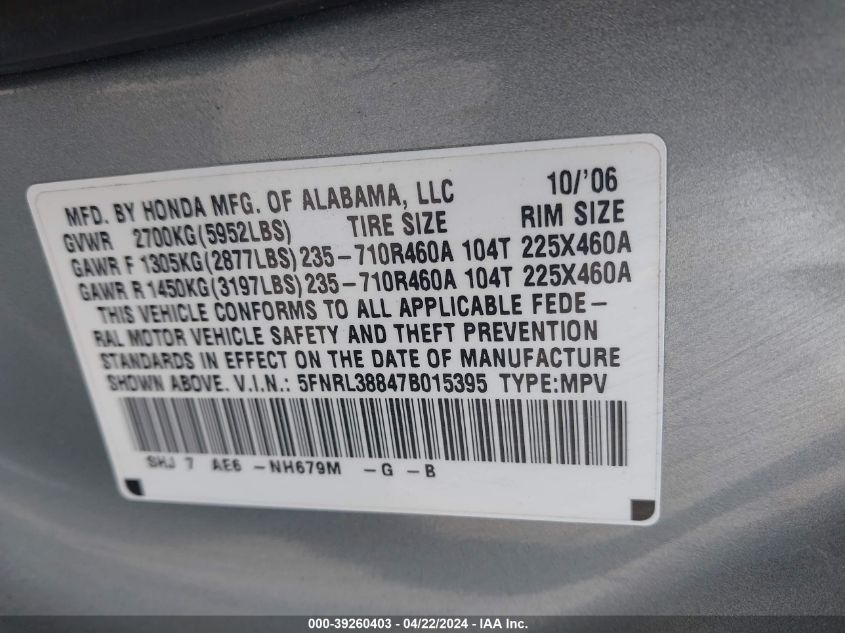 MFD. BY HONDA MFG. OF ALABAMA, LLC 10/'06
GVWR 2700KG(5952LBS) TIRE SIZE RIM SIZE
GAWR F 1305KG(2877LBS) 235-710R460A 104T 225X460A
GAWR R 1450KG(3197LBS) 235-710R460A 104T 225X460A
THIS VEHICLE CONFORMS TO ALL APPLICABLE FEDE-
RAL MOTOR VEHICLE SAFETY AND THEFT PREVENTION
STANDARDS IN EFFECT ON THE DATE OF MANUFACTURE
SHOWN ABOVE. V.I.N.: 5FNRL38847B015395 TYPE:MPV
SHJ 7 AE6 -NH679M -G -B
000-39260403 - 04/22/2024 - IAA Inc.